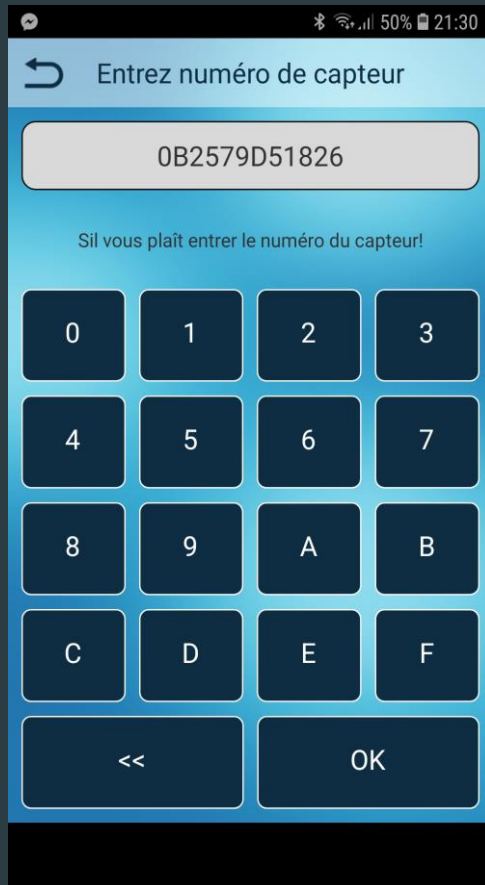 50% 21:30
Entrez numéro de capteur
0B2579D51826
Sil vous plaît entrer le numéro du capteur!
0 1 2 3
4 5 6 7
8 9 A B
C D E F
<< OK